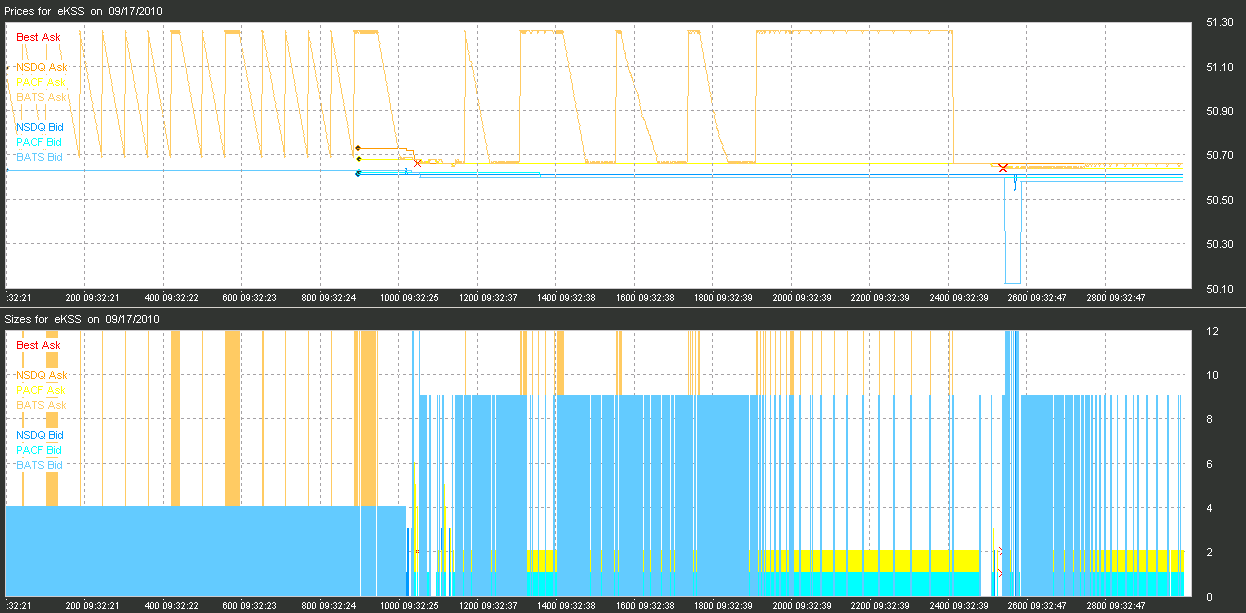 Prices for eKSS on 09/17/2010
Best Ask
NSDQ Ask
PACF Ask
BATS Ask
NSDQ Bid
PACF Bid
BATS Bid
51.30
51.10
50.90
50.70
50.50
50.30
50.10
:32:21 200 09:32:21 400 09:32:22 600 09:32:23 800 09:32:24 1000 09:32:25 1200 09:32:37 1400 09:32:38 1600 09:32:38 1800 09:32:39 2000 09:32:39 2200 09:32:39 2400 09:32:39 2600 09:32:47 2800 09:32:47
Sizes for eKSS on 09/17/2010
Best Ask
NSDQ Ask
PACF Ask
BATS Ask
NSDQ Bid
PACF Bid
BATS Bid
12
10
8
6
4
2
0
:32:21 200 09:32:21 400 09:32:22 600 09:32:23 800 09:32:24 1000 09:32:25 1200 09:32:37 1400 09:32:38 1600 09:32:38 1800 09:32:39 2000 09:32:39 2200 09:32:39 2400 09:32:39 2600 09:32:47 2800 09:32:47